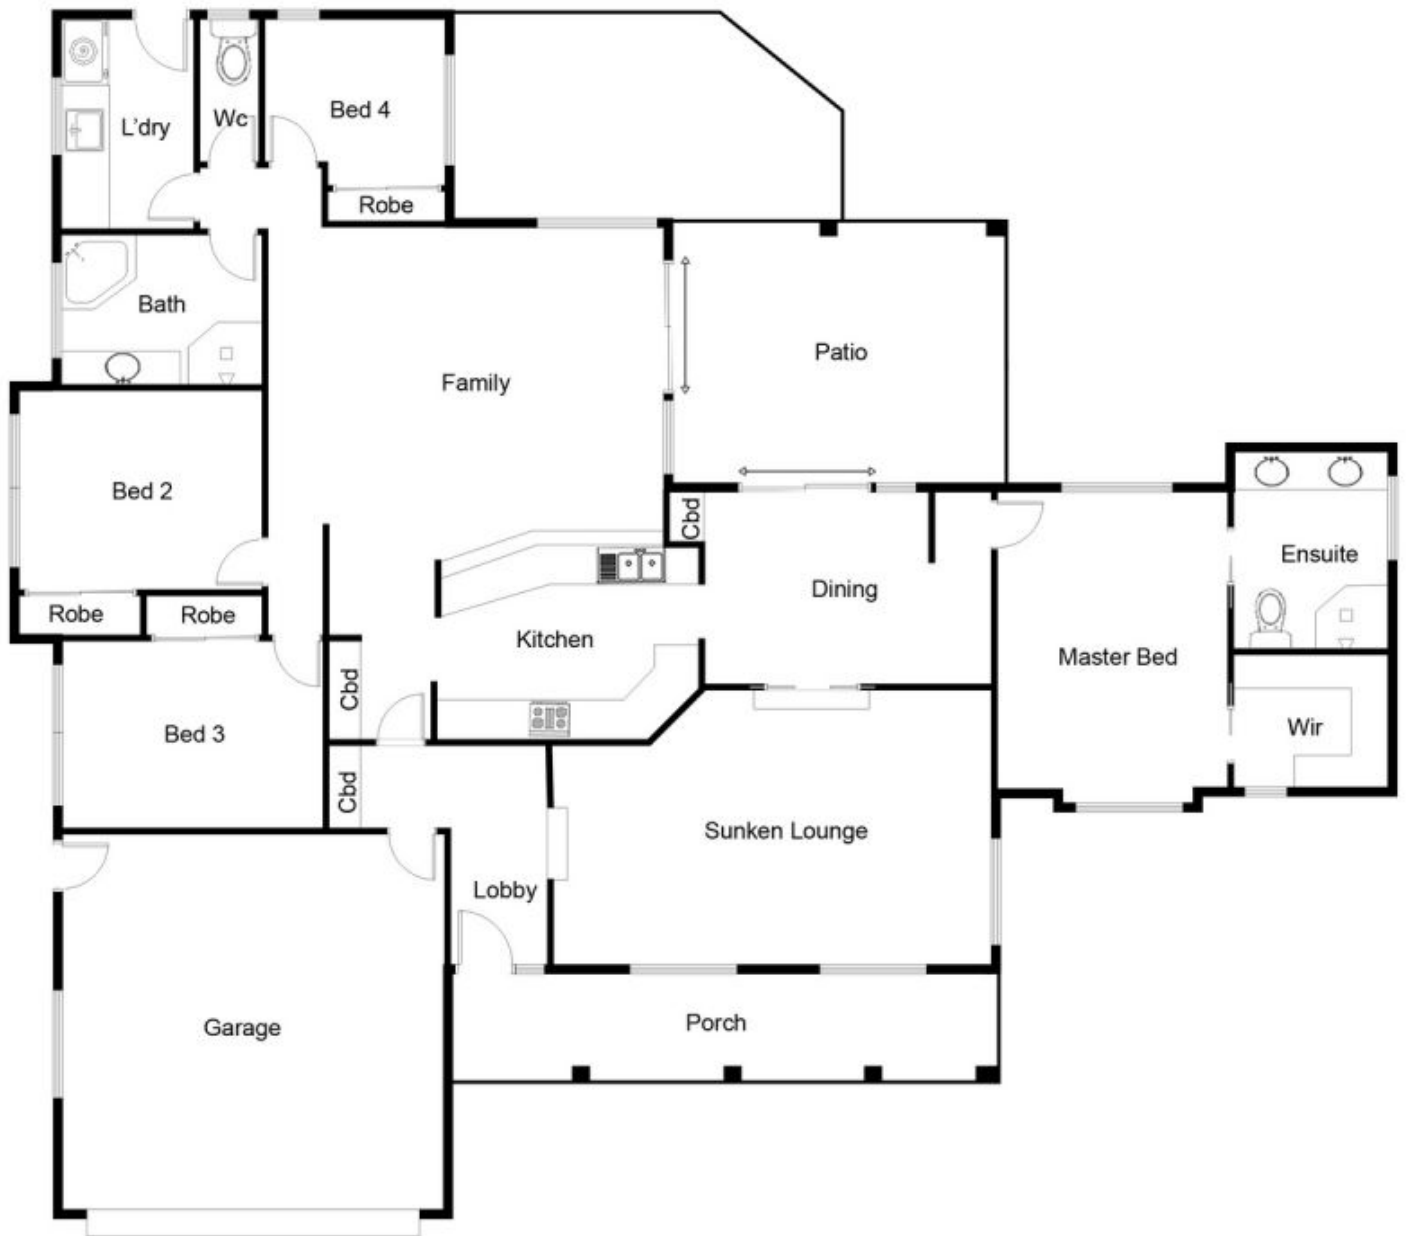 Bed 4
Wc
L'dry
Robe
Bath
Patio
Family
Bed 2
Cbd
Ensuite
Dining
Robe
Robe
Kitchen
Master Bed
Cbd
Bed 3
Wir
Cbd
Sunken Lounge
Lobby
Porch
Garage